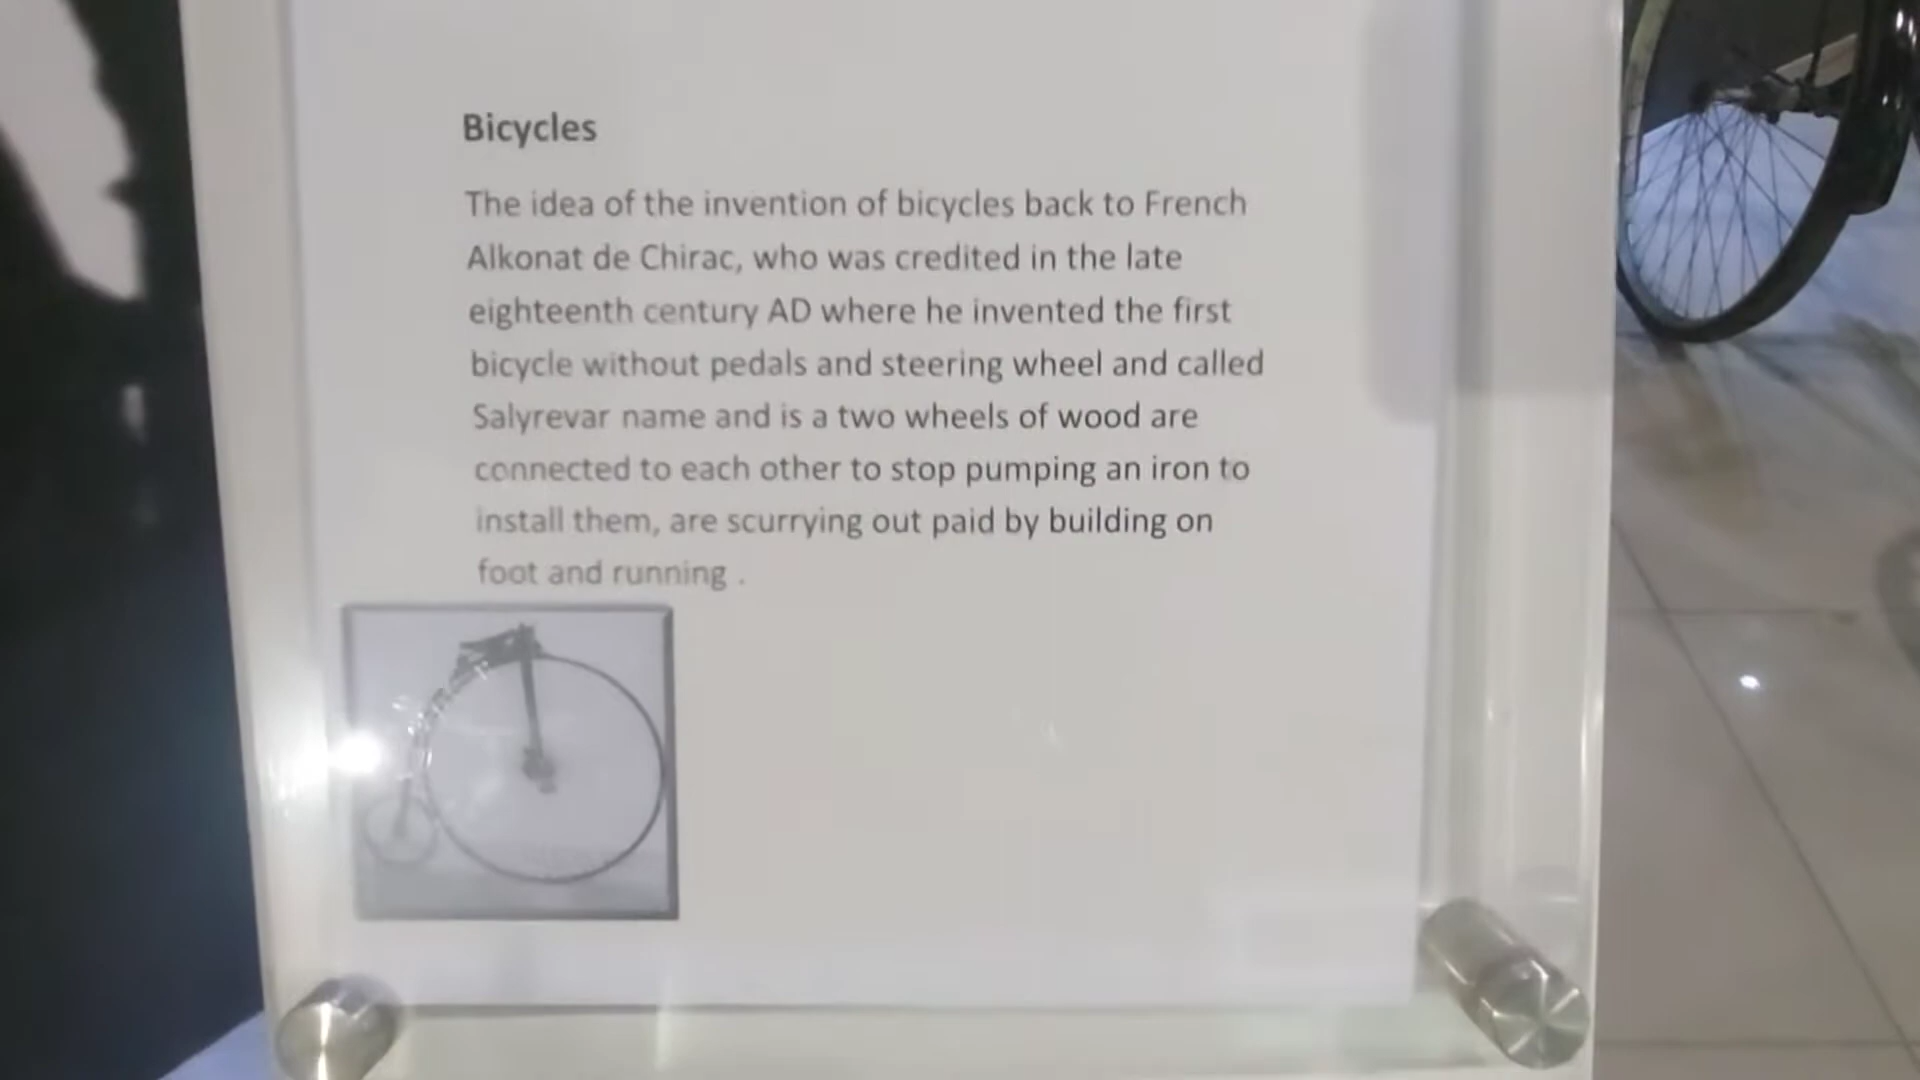 Bicycles
The idea of the invention of bicycles back to French
Alkonat de Chirac, who was credited in the late
eighteenth century AD where he invented the first
bicycle without pedals and steering wheel and called
Salyrevar name and is a two wheels of wood are
connected to each other to stop pumping an iron to
install them, are scurrying out paid by building on
foot and running .